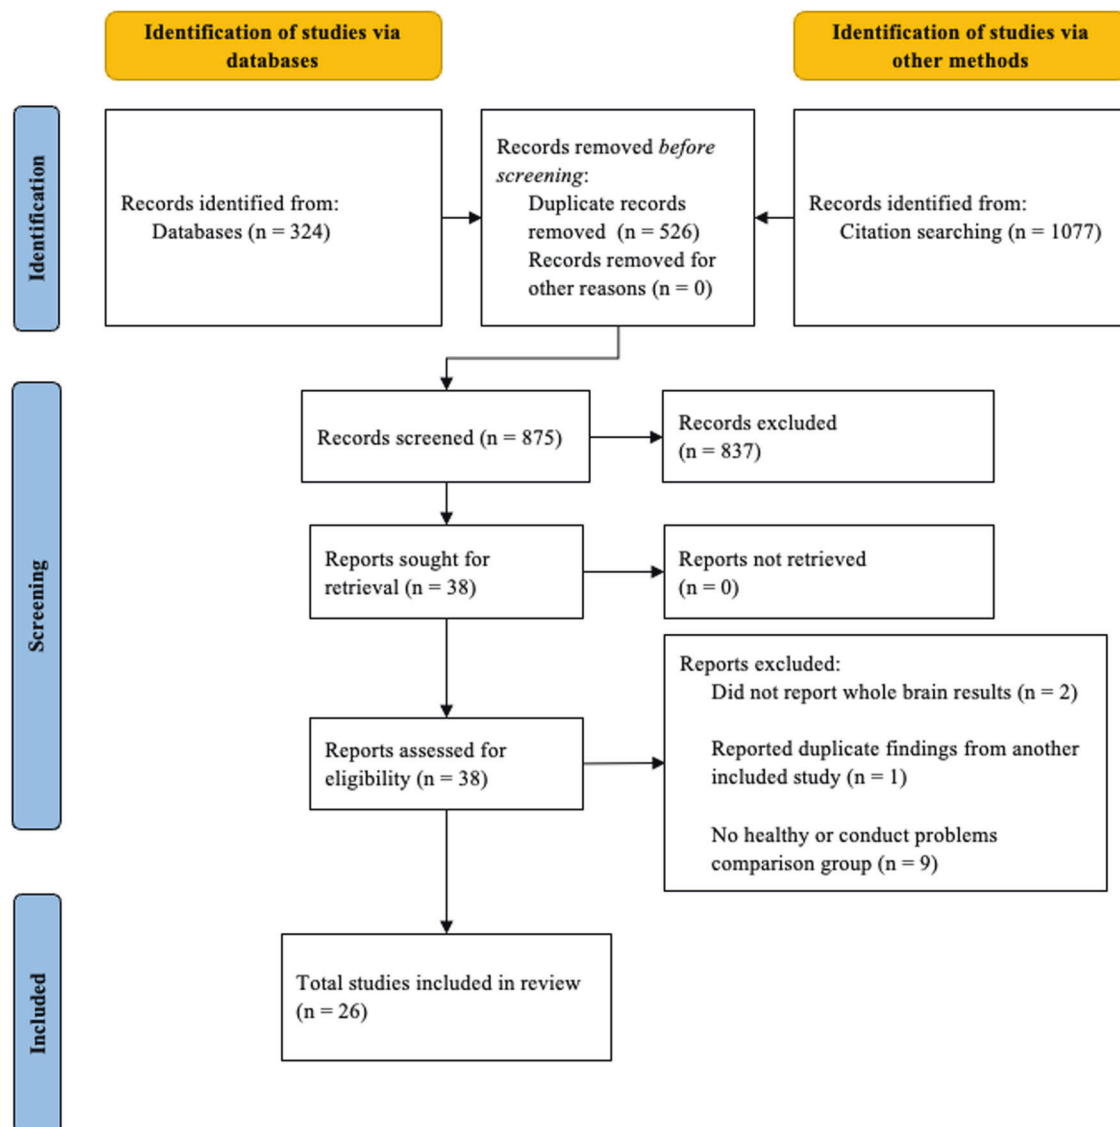 Identification of studies via
databases
Identification of studies via
other methods
Identification
Records identified from:
Databases (n = 324)
Records removed before
screening:
Duplicate records
removed (n = 526)
Records removed for
other reasons (n = 0)
Records identified from:
Citation searching (n = 1077)
Screening
Records screened (n = 875)
Records excluded
(n = 837)
Reports sought for
retrieval (n = 38)
Reports not retrieved
(n = 0)
Reports assessed for
eligibility (n = 38)
Reports excluded:
Did not report whole brain results (n = 2)
Reported duplicate findings from another
included study (n = 1)
No healthy or conduct problems
comparison group (n = 9)
Included
Total studies included in review
(n = 26)